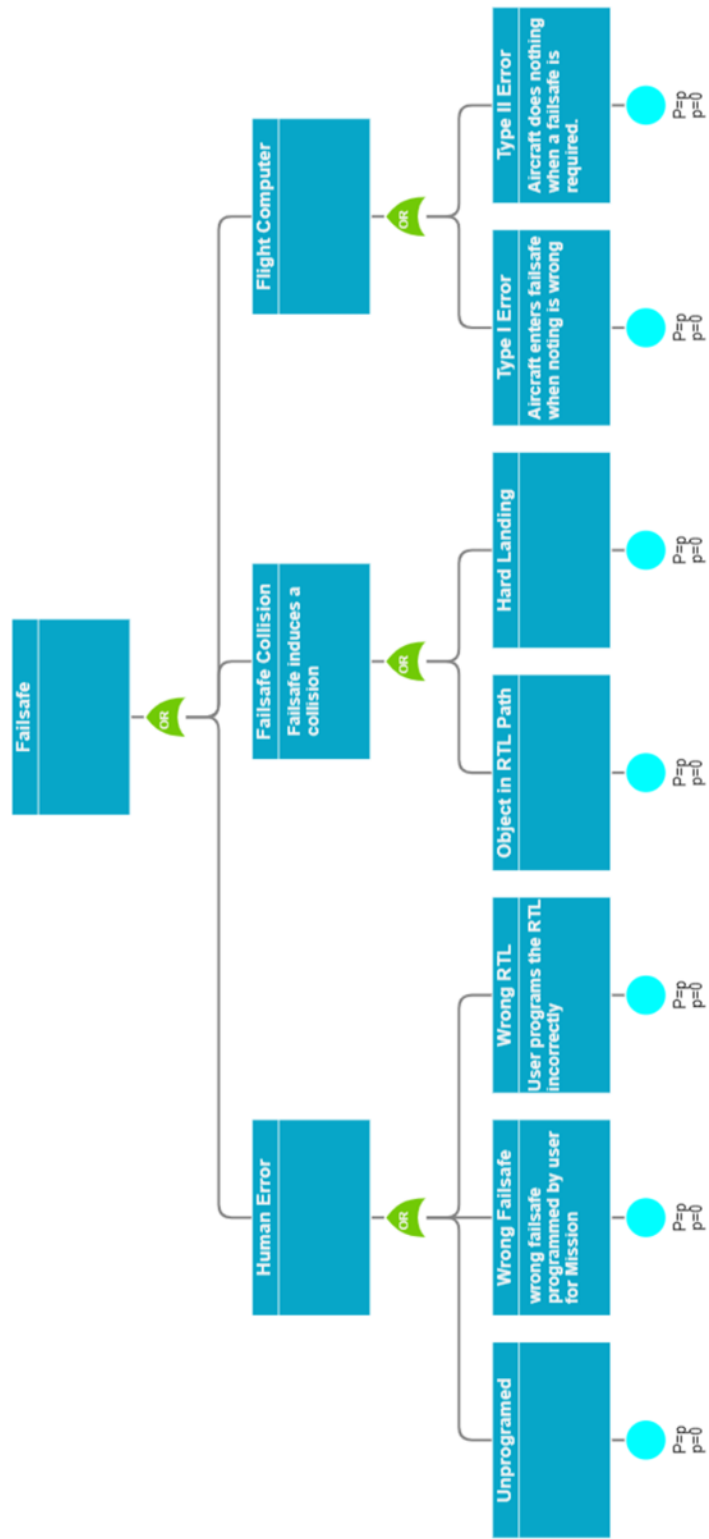 Failsafe
OR
Human Error
Failsafe Collision
Failsafe induces a
collision
Flight Computer
OR
OR
OR
Unprogramed
Wrong Failsafe
wrong failsafe
programmed by user
for Mission
Wrong RTL
User programs the RTL
incorrectly
Object in RTL Path
Hard Landing
Type I Error
Aircraft enters failsafe
when noting is wrong
Type II Error
Aircraft does nothing
when a failsafe is
required.
P=p
p=0
P=p
p=0
P=p
p=0
P=p
p=0
P=p
p=0
P=p
p=0
P=p
p=0